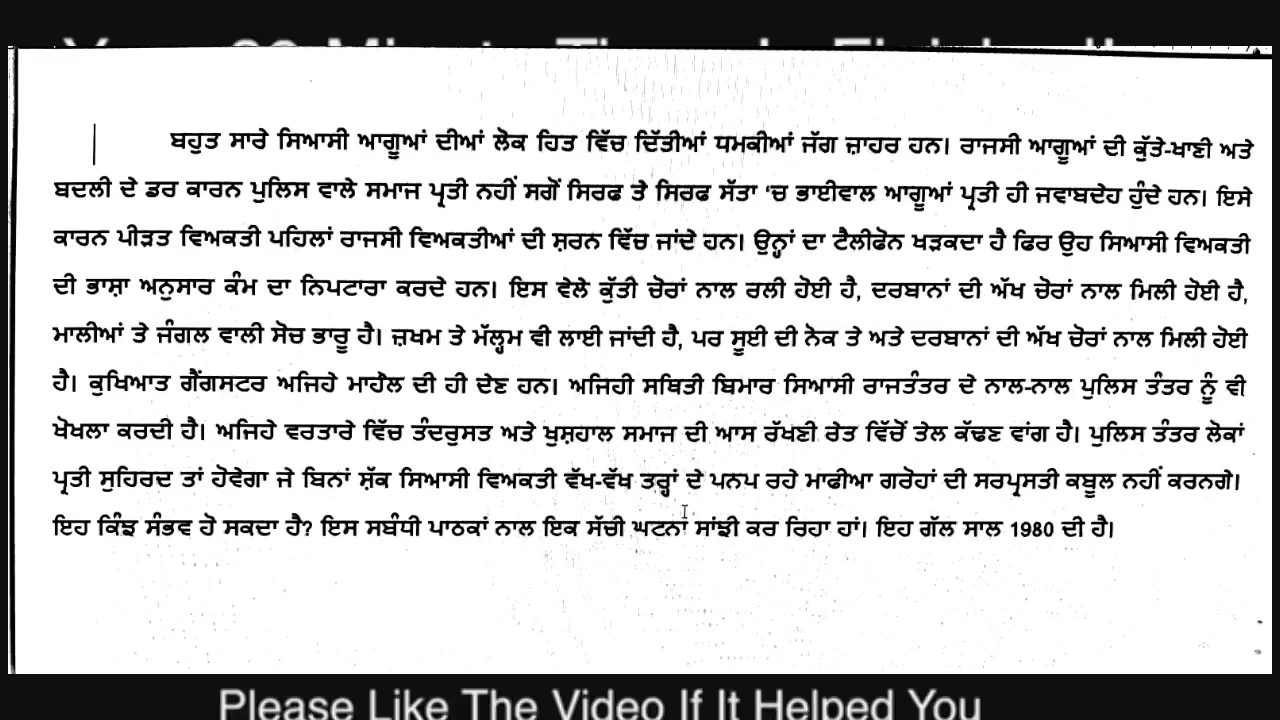 ਬਹੁਤ ਸਾਰੇ ਸਿਆਸੀ ਆਗੂਆਂ ਦੀਆਂ ਲੋਕ ਹਿਤ ਵਿੱਚ ਦਿੱਤੀਆਂ ਧਮਕੀਆਂ ਜੱਗ ਜ਼ਾਹਰ ਹਨ। ਰਾਜਸੀ ਆਗੂਆਂ ਦੀ ਕੁੱਤੇ-ਖਾਣੀ ਅਤੇ
ਬਦਲੀ ਦੇ ਡਰ ਕਾਰਨ ਪੁਲਿਸ ਵਾਲੇ ਸਮਾਜ ਪ੍ਰਤੀ ਨਹੀਂ ਸਗੋਂ ਸਿਰਫ ਤੇ ਸਿਰਫ ਸੱਤਾ ‘ਚ ਭਾਈਵਾਲ ਆਗੂਆਂ ਪ੍ਰਤੀ ਹੀ ਜਵਾਬਦੇਹ ਹੁੰਦੇ ਹਨ। ਇਸੇ
ਕਾਰਨ ਪੀੜਤ ਵਿਅਕਤੀ ਪਹਿਲਾਂ ਰਾਜਸੀ ਵਿਅਕਤੀਆਂ ਦੀ ਸ਼ਰਨ ਵਿੱਚ ਜਾਂਦੇ ਹਨ। ਉਨ੍ਹਾਂ ਦਾ ਟੈਲੀਫੋਨ ਖੜਕਦਾ ਹੈ ਫਿਰ ਉਹ ਸਿਆਸੀ ਵਿਅਕਤੀ
ਦੀ ਭਾਸ਼ਾ ਅਨੁਸਾਰ ਕੰਮ ਦਾ ਨਿਪਟਾਰਾ ਕਰਦੇ ਹਨ। ਇਸ ਵੇਲੇ ਕੁੱਤੀ ਚੋਰਾਂ ਨਾਲ ਰਲੀ ਹੋਈ ਹੈ, ਦਰਬਾਨਾਂ ਦੀ ਅੱਖ ਚੋਰਾਂ ਨਾਲ ਮਿਲੀ ਹੋਈ ਹੈ,
ਮਾਲੀਆਂ ਤੇ ਜੰਗਲ ਵਾਲੀ ਸੋਚ ਭਾਰੂ ਹੈ। ਜ਼ਖਮ ਤੇ ਮੱਲ੍ਹਮ ਵੀ ਲਾਈ ਜਾਂਦੀ ਹੈ, ਪਰ ਸੂਈ ਦੀ ਨੋਕ ਤੇ ਅਤੇ ਦਰਬਾਨਾਂ ਦੀ ਅੱਖ ਚੋਰਾਂ ਨਾਲ ਮਿਲੀ ਹੋਈ
ਹੈ। ਕੁਖਿਆਤ ਗੈਂਗਸਟਰ ਅਜਿਹੇ ਮਾਹੌਲ ਦੀ ਹੀ ਦੇਣ ਹਨ। ਅਜਿਹੀ ਸਥਿਤੀ ਬਿਮਾਰ ਸਿਆਸੀ ਰਾਜਤੰਤਰ ਦੇ ਨਾਲ-ਨਾਲ ਪੁਲਿਸ ਤੰਤਰ ਨੂੰ ਵੀ
ਖੋਖਲਾ ਕਰਦੀ ਹੈ। ਅਜਿਹੇ ਵਰਤਾਰੇ ਵਿੱਚ ਤੰਦਰੁਸਤ ਅਤੇ ਖੁਸ਼ਹਾਲ ਸਮਾਜ ਦੀ ਆਸ ਰੱਖਣੀ ਰੇਤ ਵਿੱਚੋਂ ਤੇਲ ਕੱਢਣ ਵਾਂਗ ਹੈ। ਪੁਲਿਸ ਤੰਤਰ ਲੋਕਾਂ
ਪ੍ਰਤੀ ਸੁਹਿਰਦ ਤਾਂ ਹੋਵੇਗਾ ਜੇ ਬਿਨਾਂ ਸ਼ੱਕ ਸਿਆਸੀ ਵਿਅਕਤੀ ਵੱਖ-ਵੱਖ ਤਰ੍ਹਾਂ ਦੇ ਪਨਪ ਰਹੇ ਮਾਫੀਆ ਗਰੋਹਾਂ ਦੀ ਸਰਪ੍ਰਸਤੀ ਕਬੂਲ ਨਹੀਂ ਕਰਨਗੇ।
ਇਹ ਕਿੰਝ ਸੰਭਵ ਹੋ ਸਕਦਾ ਹੈ? ਇਸ ਸਬੰਧੀ ਪਾਠਕਾਂ ਨਾਲ ਇਕ ਸੱਚੀ ਘਟਨਾਂ ਸਾਂਝੀ ਕਰ ਰਿਹਾ ਹਾਂ। ਇਹ ਗੱਲ ਸਾਲ 1980 ਦੀ ਹੈ।
Please Like The Video If It Helped You